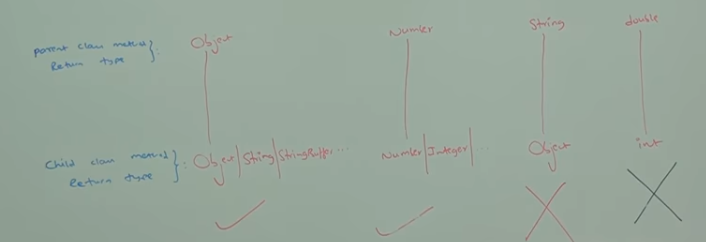 Parent class method
Return type } :
Object Number String double
Child class method
Return type } : Object | String | StringBuffer ... Number | Integer | ... Object int